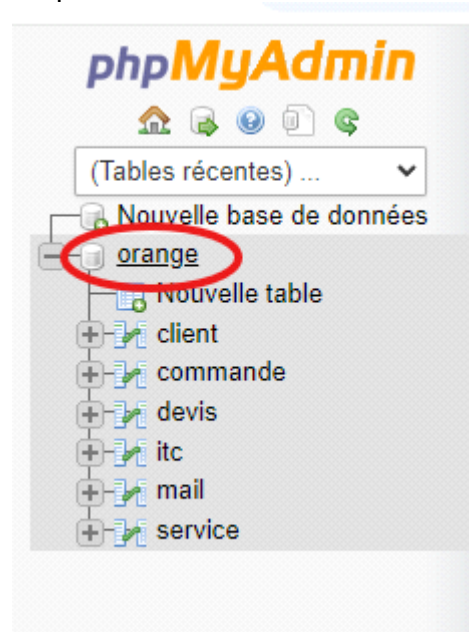 phpMyAdmin
(Tables récentes) ...
Nouvelle base de données
orange
Nouvelle table
client
commande
devis
itc
mail
service